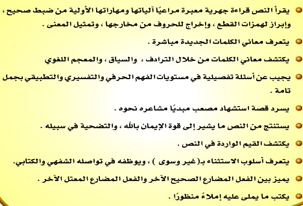 يقرأ النص قراءة جهرية معبرة مراعيًا آلياتها ومهاراتها الأولية من ضبط صحيح ،
وإبراز لهمزات القطع ، وإخراج للحروف من مخارجها ، وتمثيل المعنى .
يتعرف معاني الكلمات الجديدة مباشرة .
يكتشف معاني الكلمات من خلال الترادف ، والسياق ، والمعجم اللغوي
يجيب عن أسئلة تفصيلية في مستويات الفهم الحرفي والتفسيري والتطبيقي بجمل
تامة .
يسرد قصة استشهاد مصعب مبديًا مشاعره نحوه .
يستنتج من النص ما يشير إلى قوة الإيمان بالله ، والتضحية في سبيله .
يكتشف القيم الواردة في النص .
يتعرف أسلوب الاستثناء بـ( غير وسوى ) ، ويوظفه في تواصله الشفهي والكتابي.
يميز بين الفعل المضارع الصحيح الآخر والفعل المضارع المعتل الآخر .
يكتب ما يملى عليه إملاءً منظورًا .